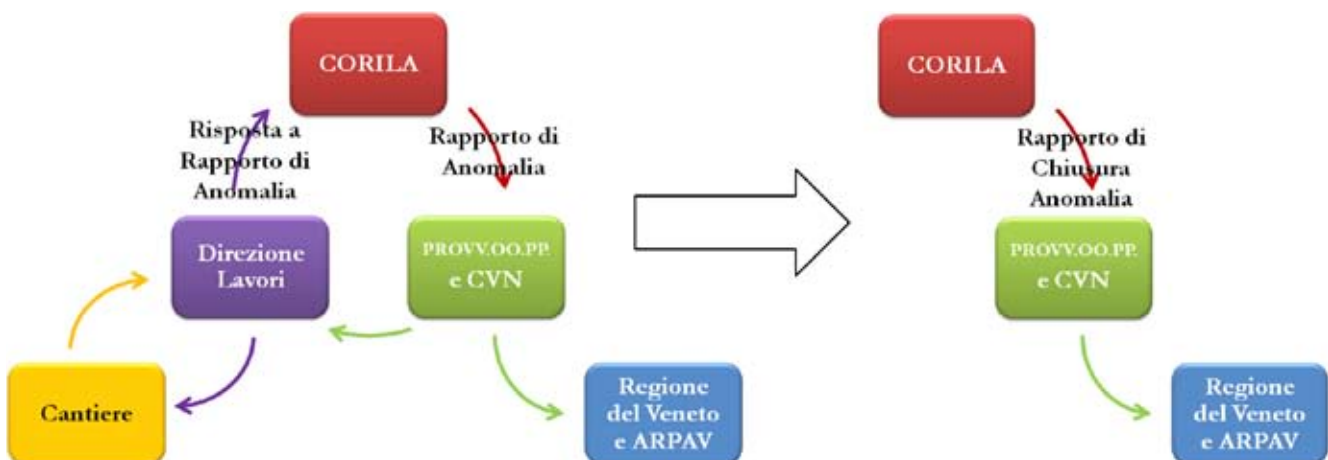 CORILA
Risposta a
Rapporto di
Anomalia
Rapporto di
Anomalia
Direzione
Lavori
PROVV.OO.PP.
e CVN
Cantiere
Regione
del Veneto
e ARPAV
CORILA
Rapporto di
Chiusura
Anomalia
PROVV.OO.PP.
e CVN
Regione
del Veneto
e ARPAV